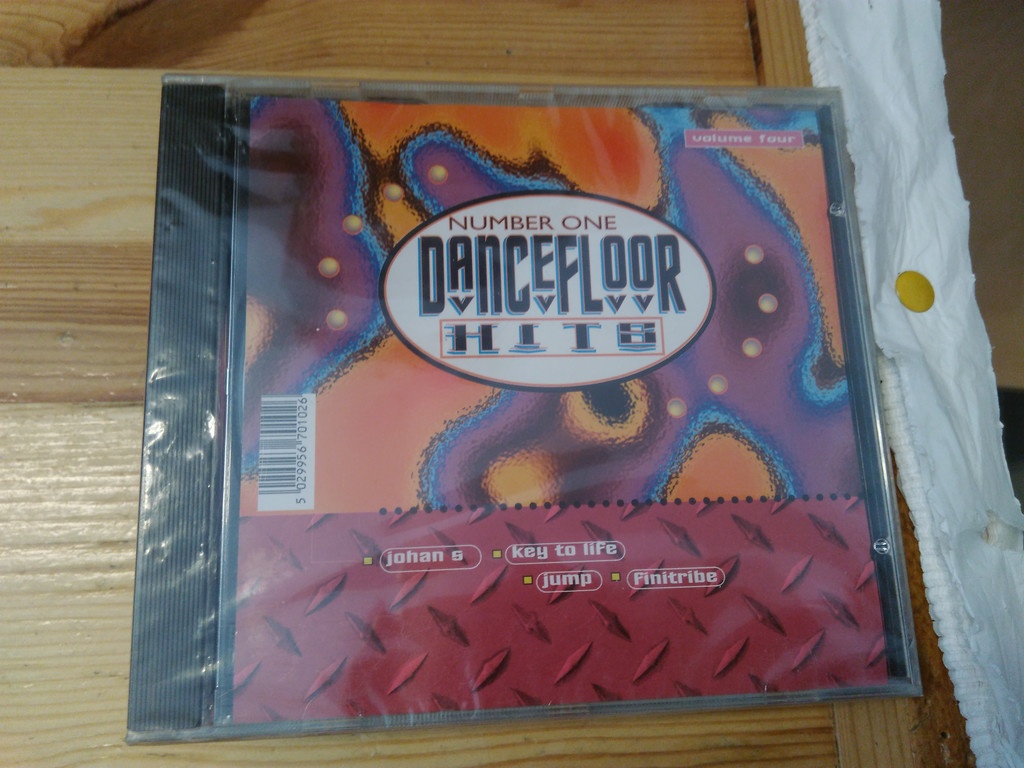 volume four
NUMBER ONE
DANCEFLOOR
HITS
5 029956 701026
johan s key to life
jump finitribe